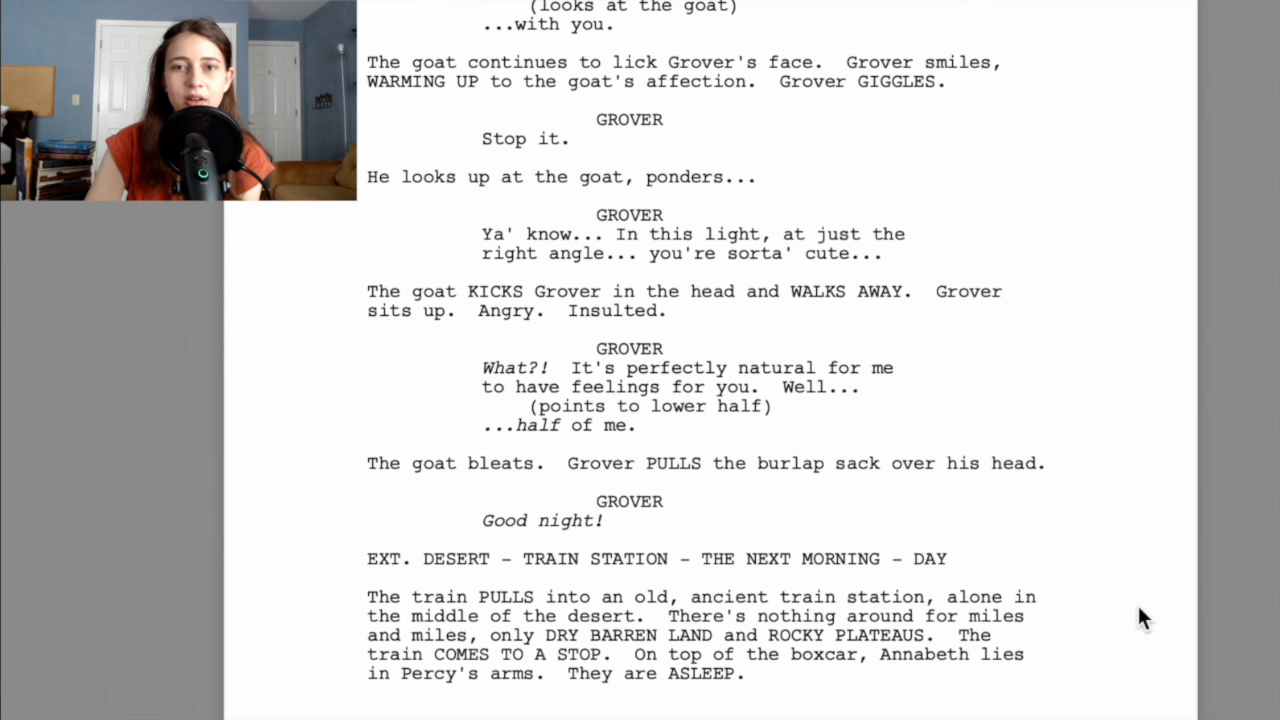 (looks at the goat)
...with you.
The goat continues to lick Grover's face. Grover smiles,
WARMING UP to the goat's affection. Grover GIGGLES.
GROVER
Stop it.
He looks up at the goat, ponders...
GROVER
Ya' know... In this light, at just the
right angle... you're sorta' cute...
The goat KICKS Grover in the head and WALKS AWAY. Grover
sits up. Angry. Insulted.
GROVER
What?! It's perfectly natural for me
to have feelings for you. Well...
(points to lower half)
...half of me.
The goat bleats. Grover PULLS the burlap sack over his head.
GROVER
Good night!
EXT. DESERT – TRAIN STATION – THE NEXT MORNING – DAY
The train PULLS into an old, ancient train station, alone in
the middle of the desert. There's nothing around for miles
and miles, only DRY BARREN LAND and ROCKY PLATEAUS. The
train COMES TO A STOP. On top of the boxcar, Annabeth lies
in Percy's arms. They are ASLEEP.